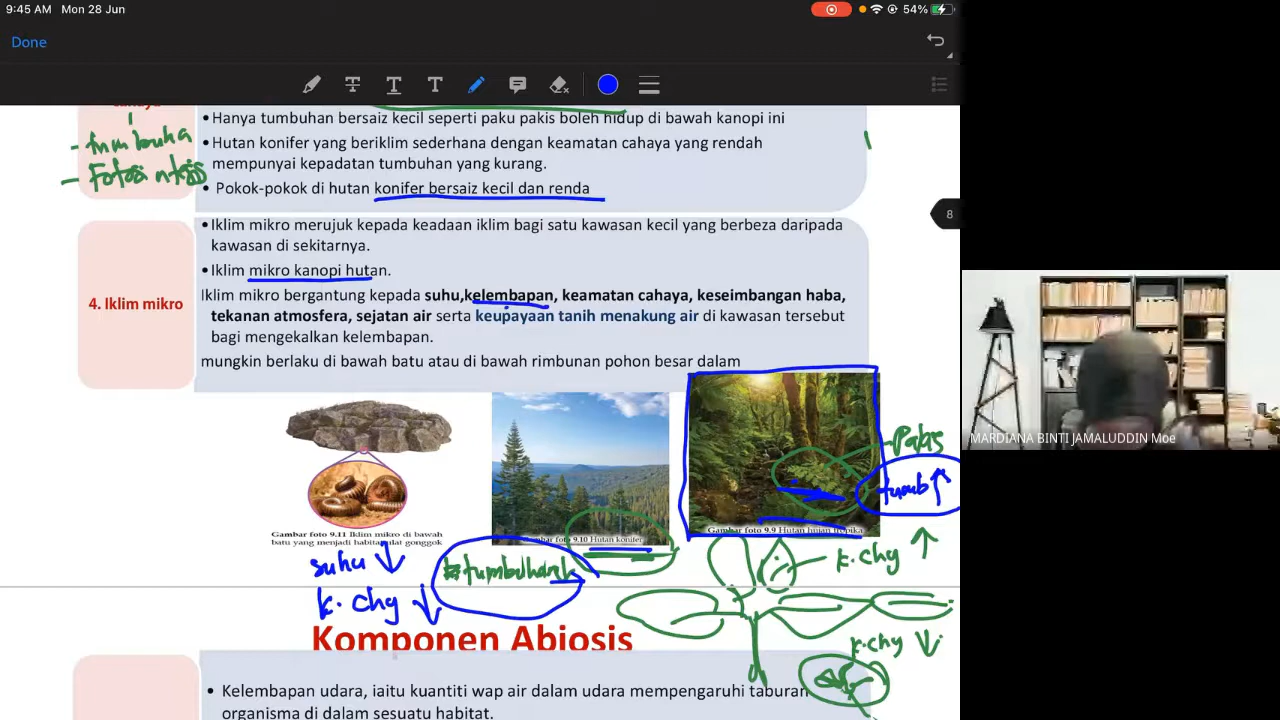 9:45 AM Mon 28 Jun
54%
Done
• Hanya tumbuhan bersaiz kecil seperti paku pakis boleh hidup di bawah kanopi ini
• Hutan konifer yang beriklim sederhana dengan keamatan cahaya yang rendah
mempunyai kepadatan tumbuhan yang kurang.
• Pokok-pokok di hutan konifer bersaiz kecil dan renda
8
4. Iklim mikro
• Iklim mikro merujuk kepada keadaan iklim bagi satu kawasan kecil yang berbeza daripada
kawasan di sekitarnya.
• Iklim mikro kanopi hutan.
Iklim mikro bergantung kepada suhu,kelembapan, keamatan cahaya, keseimbangan haba,
tekanan atmosfera, sejatan air serta keupayaan tanih menakung air di kawasan tersebut
bagi mengekalkan kelembapan.
mungkin berlaku di bawah batu atau di bawah rimbunan pohon besar dalam
MARDIANA BINTI JAMALUDDIN Moe
Pakis
tumb ↑
Gambar foto 9.11 Iklim mikro di bawah
batu yang menjadi habitat ulat gonggok
Gambar foto 9.10 Hutan konifer
Gambar foto 9.9 Hutan hujan tropika
suhu ↓
k. chy ↓
tumbuhan
k. chy ↑
k. chy ↓
Komponen Abiosis
• Kelembapan udara, iaitu kuantiti wap air dalam udara mempengaruhi taburan
organisma di dalam sesuatu habitat.